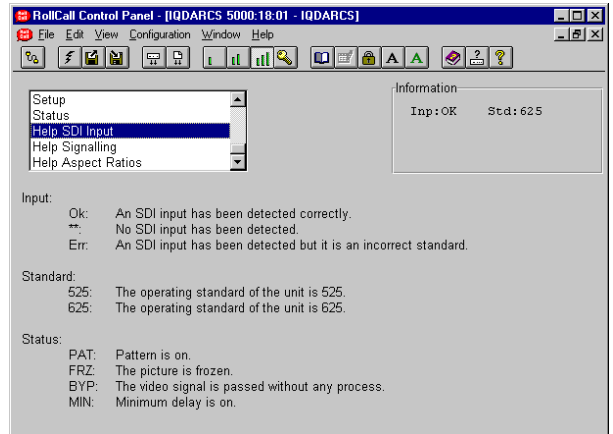 RollCall Control Panel - [IQDARCS 5000:18:01 - IQDARCS]
File Edit View Configuration Window Help
A A ? ?
Information
Inp:OK Std:625
Setup
Status
Help SDI Input
Help Signalling
Help Aspect Ratios
Input:
Ok: An SDI input has been detected correctly.
**: No SDI input has been detected.
Err: An SDI input has been detected but it is an incorrect standard.
Standard:
525: The operating standard of the unit is 525.
625: The operating standard of the unit is 625.
Status:
PAT: Pattern is on.
FRZ: The picture is frozen.
BYP: The video signal is passed without any process.
MIN: Minimum delay is on.